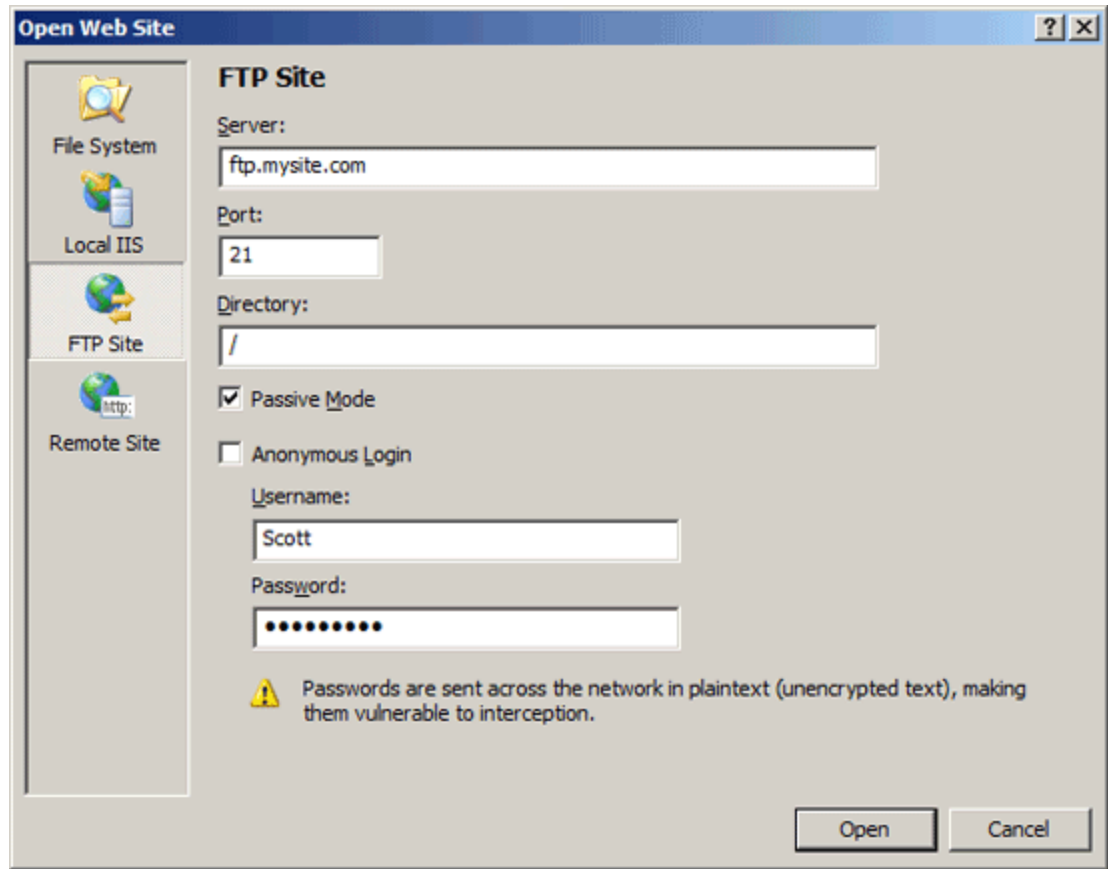 Open Web Site
File System
Local IIS
FTP Site
http:
Remote Site
FTP Site
Server:
ftp.mysite.com
Port:
21
Directory:
/
Passive Mode
Anonymous Login
Username:
Scott
Password:
•••••••••
Passwords are sent across the network in plaintext (unencrypted text), making
them vulnerable to interception.
Open
Cancel